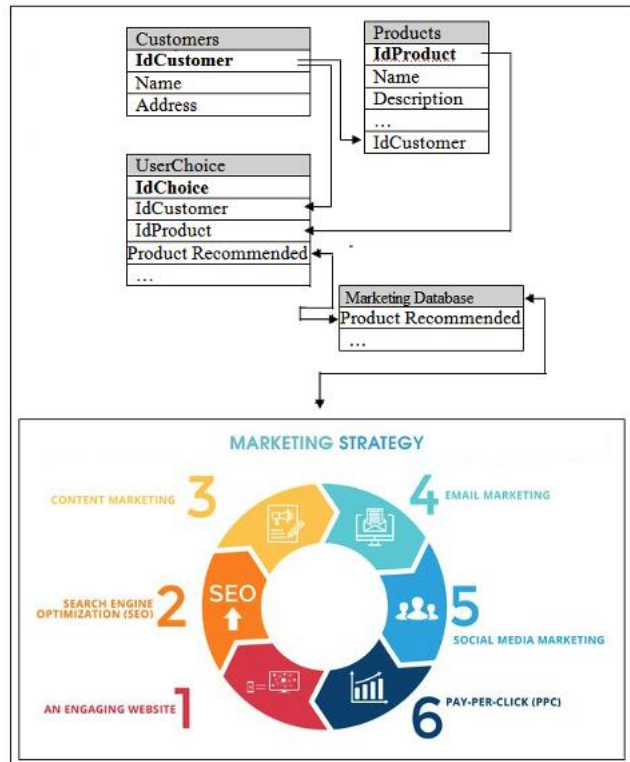 Customers
IdCustomer
Name
Address
Products
IdProduct
Name
Description
...
IdCustomer
UserChoice
IdChoice
IdCustomer
IdProduct
Product Recommended
...
Marketing Database
Product Recommended
...
MARKETING STRATEGY
CONTENT MARKETING 3
4 EMAIL MARKETING
SEARCH ENGINE
OPTIMIZATION (SEO) 2
SEO
5
SOCIAL MEDIA MARKETING
AN ENGAGING WEBSITE 1
6 PAY-PER-CLICK (PPC)